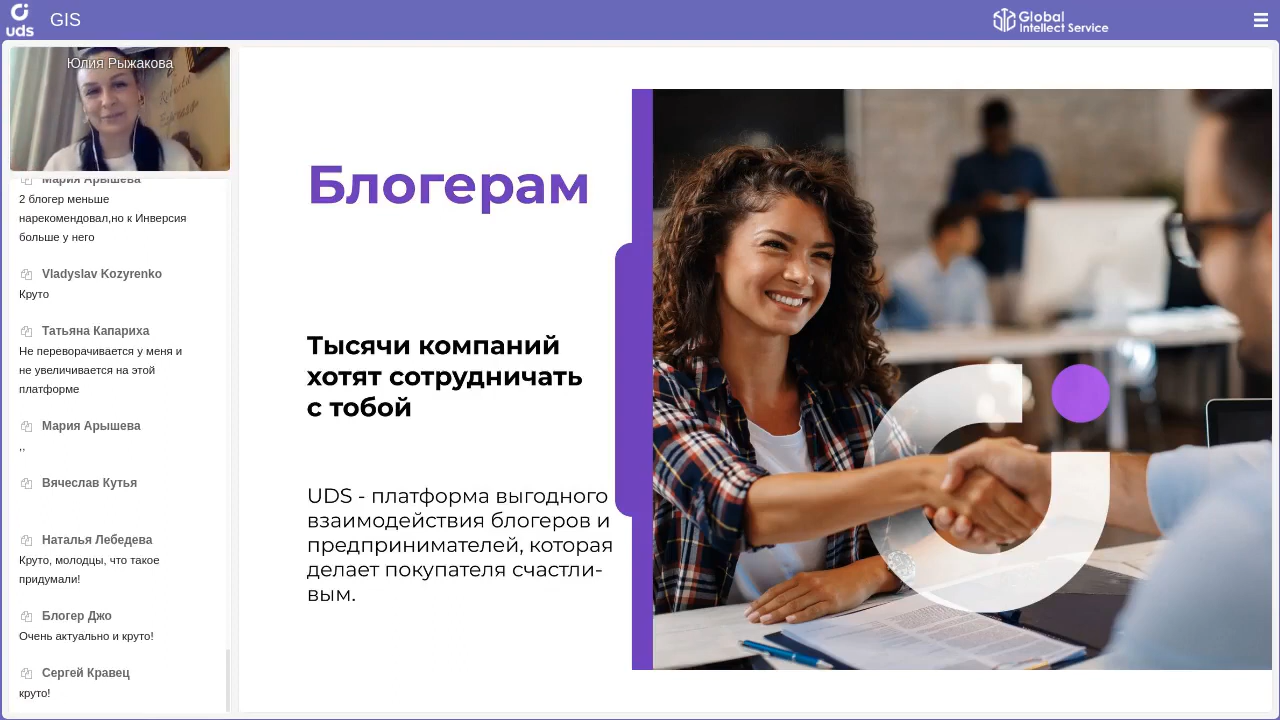 uds
GIS
Global
Intellect Service
Юлия Рыжакова
Мария Арышева
2 блогер меньше
нарекомендовал,но к Инверсия
больше у него
Vladyslav Kozyrenko
Круто
Татьяна Капариха
Не переворачивается у меня и
не увеличивается на этой
платформе
Мария Арышева
,,
Вячеслав Кутья
Наталья Лебедева
Круто, молодцы, что такое
придумали!
Блогер Джо
Очень актуально и круто!
Сергей Кравец
круто!
Блогерам
Тысячи компаний
хотят сотрудничать
с тобой
UDS - платформа выгодного
взаимодействия блогеров и
предпринимателей, которая
делает покупателя счастли-
вым.